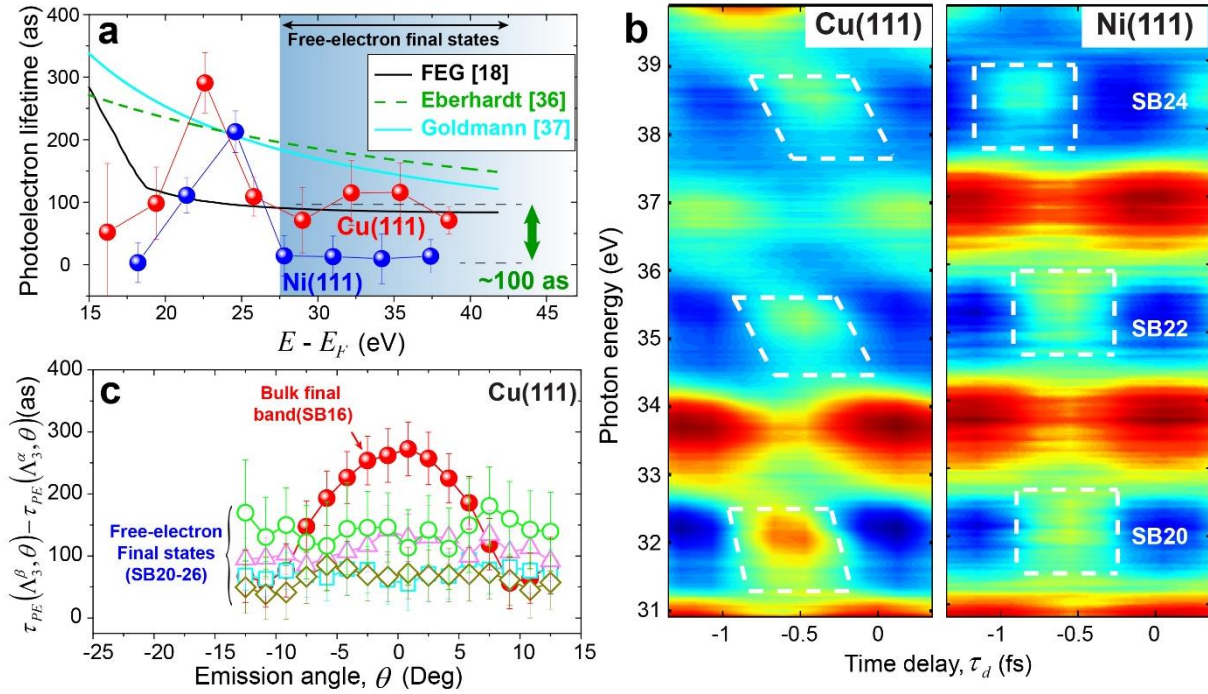 a
Photoelectron lifetime (as)
400
300
200
100
0
Free-electron final states
FEG [18]
Eberhardt [36]
Goldmann [37]
Cu(111)
Ni(111)
~100 as
15 20 25 30 35 40 45
E - E_F (eV)
c
Cu(111)
τ_PE(Λ_3^β,θ)−τ_PE(Λ_3^α,θ)(as)
400
300
200
100
0
Bulk final
band(SB16)
Free-electron
Final states
(SB20-26)
-25 -20 -15 -10 -5 0 5 10 15
Emission angle, θ (Deg)
b
Photon energy (eV)
39
38
37
36
35
34
33
32
31
Cu(111)
Ni(111)
SB24
SB22
SB20
-1 -0.5 0
-1 -0.5 0
Time delay, τ_d (fs)